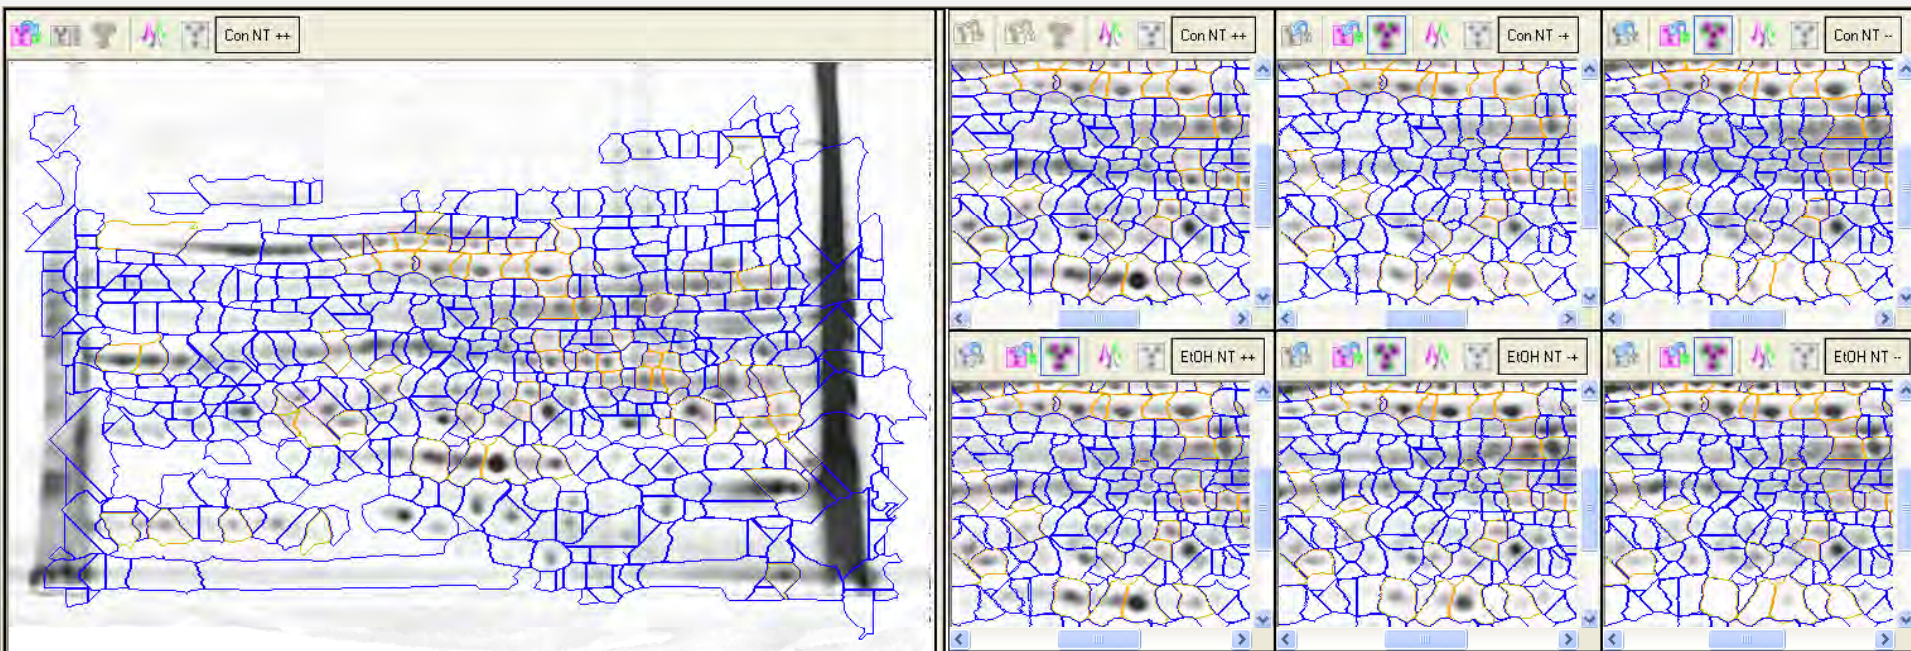 Con NT ++
Con NT ++
Con NT -+
Con NT --
EtOH NT ++
EtOH NT -+
EtOH NT --